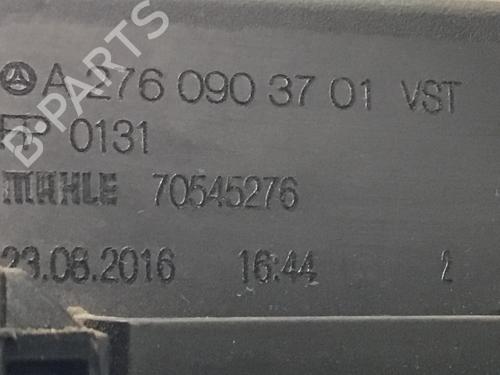 A 276 090 37 01 VST
0131
MAHLE 70545276
23.08.2016 16:44 2
B-PARTS